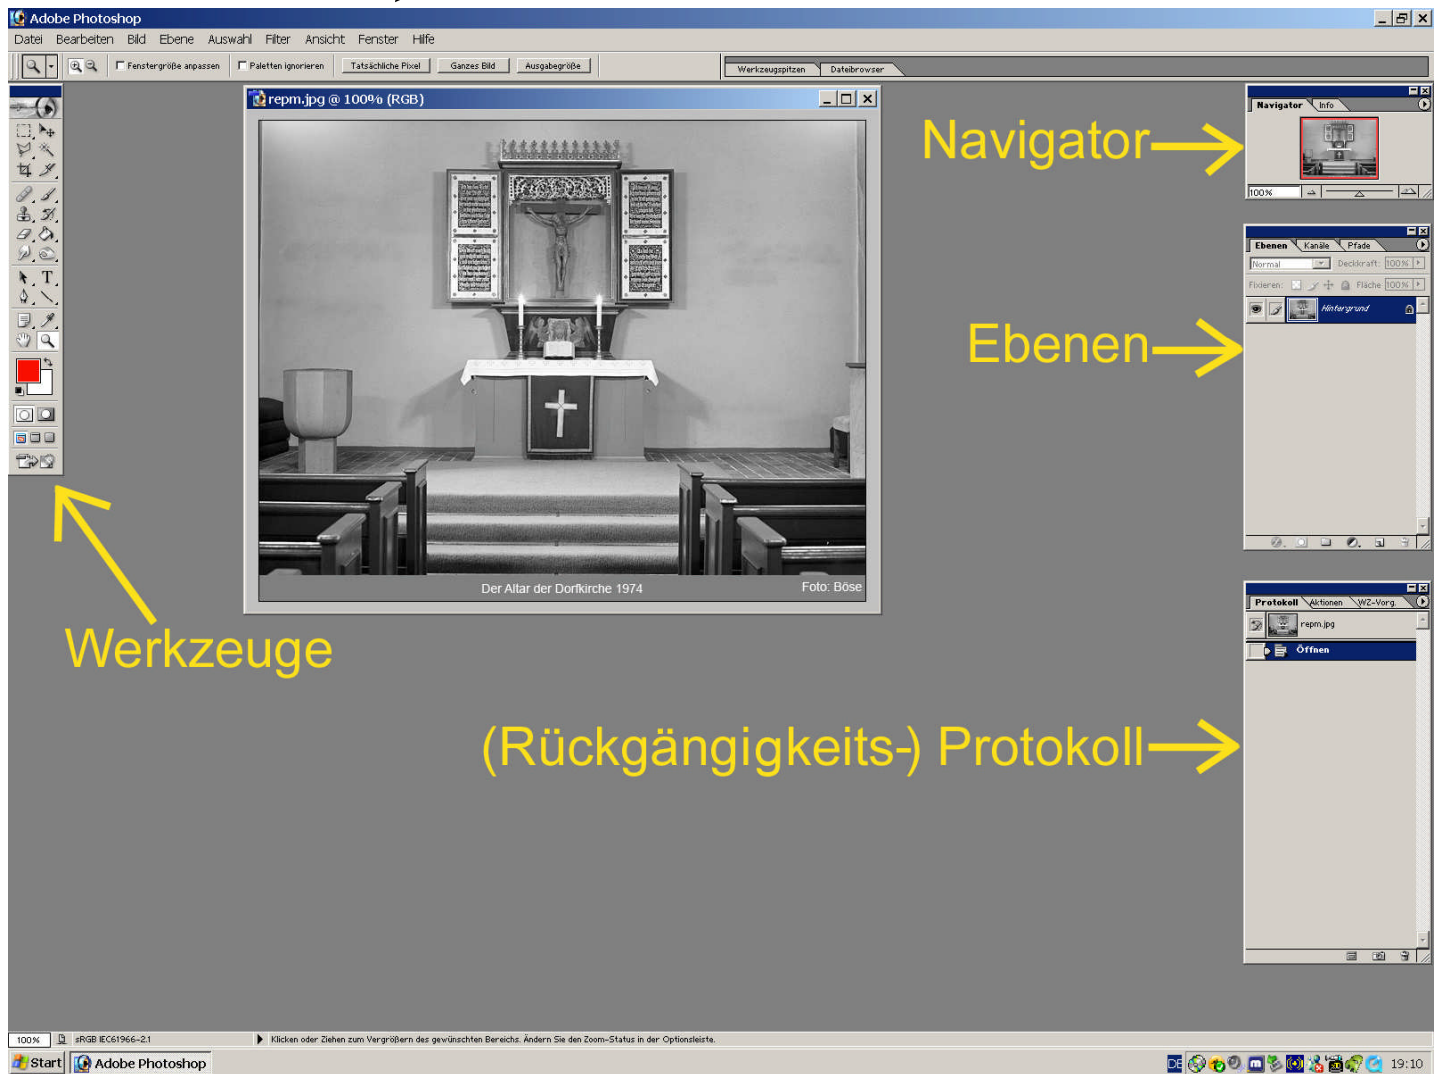 Adobe Photoshop
Datei Bearbeiten Bild Ebene Auswahl Filter Ansicht Fenster Hilfe
Fenstergröße anpassen Paletten ignorieren Tatsächliche Pixel Ganzes Bild Ausgabegröße Werkzeugspitzen Dateibrowser
repm.jpg @ 100% (RGB)
Navigator Info
100%
Navigator
Ebenen Kanäle Pfade
Normal Deckkraft: 100%
Fixieren: Fläche 100%
Hintergrund
Ebenen
Der Altar der Dorfkirche 1974
Foto: Böse
Protokoll Aktionen WZ-Vorg.
repm.jpg
Öffnen
Werkzeuge
(Rückgängigkeits-) Protokoll
100% sRGB IEC61966-2.1 Klicken oder Ziehen zum Vergrößern des gewünschten Bereichs. Ändern Sie den Zoom-Status in der Optionsleiste.
Start Adobe Photoshop DE 19:10